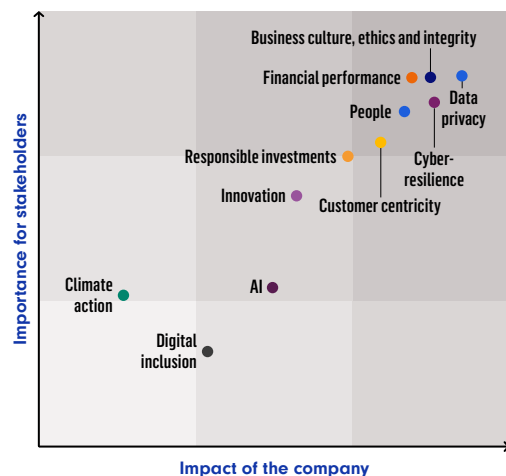 Business culture, ethics and integrity
Financial performance
Data
privacy
People
Cyber-
resilience
Responsible investments
Customer centricity
Innovation
Climate
action
AI
Digital
inclusion
Importance for stakeholders
Impact of the company